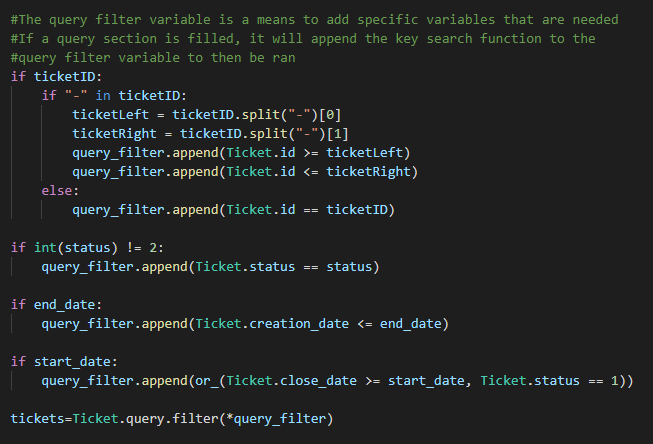 #The query filter variable is a means to add specific variables that are needed
#If a query section is filled, it will append the key search function to the
#query filter variable to then be ran
if ticketID:
    if "-" in ticketID:
        ticketLeft = ticketID.split("-")[0]
        ticketRight = ticketID.split("-")[1]
        query_filter.append(Ticket.id >= ticketLeft)
        query_filter.append(Ticket.id <= ticketRight)
    else:
        query_filter.append(Ticket.id == ticketID)

if int(status) != 2:
    query_filter.append(Ticket.status == status)

if end_date:
    query_filter.append(Ticket.creation_date <= end_date)

if start_date:
    query_filter.append(or_(Ticket.close_date >= start_date, Ticket.status == 1))

tickets=Ticket.query.filter(*query_filter)